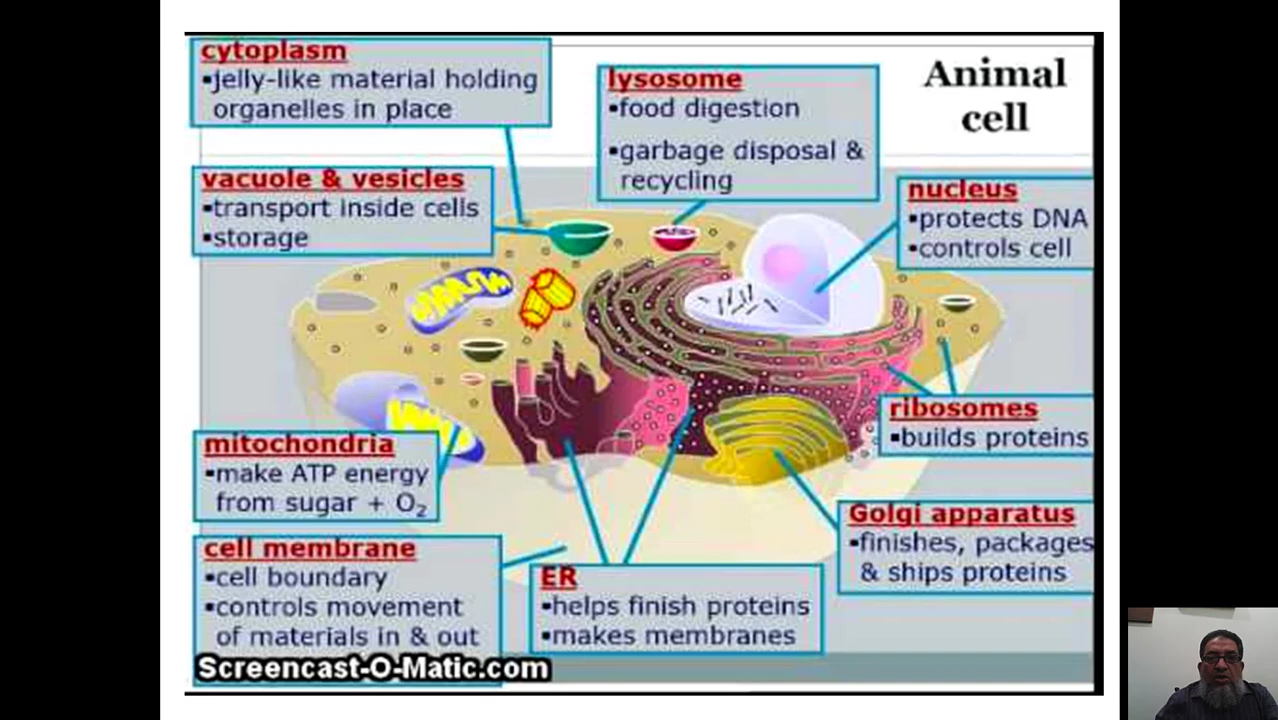 cytoplasm
▪jelly-like material holding
organelles in place
lysosome
▪food digestion
▪garbage disposal &
recycling
Animal
cell
vacuole & vesicles
▪transport inside cells
▪storage
nucleus
▪protects DNA
▪controls cell
ribosomes
▪builds proteins
mitochondria
▪make ATP energy
from sugar + O₂
Golgi apparatus
▪finishes, packages
& ships proteins
cell membrane
▪cell boundary
▪controls movement
of materials in & out
ER
▪helps finish proteins
▪makes membranes
Screencast-O-Matic.com